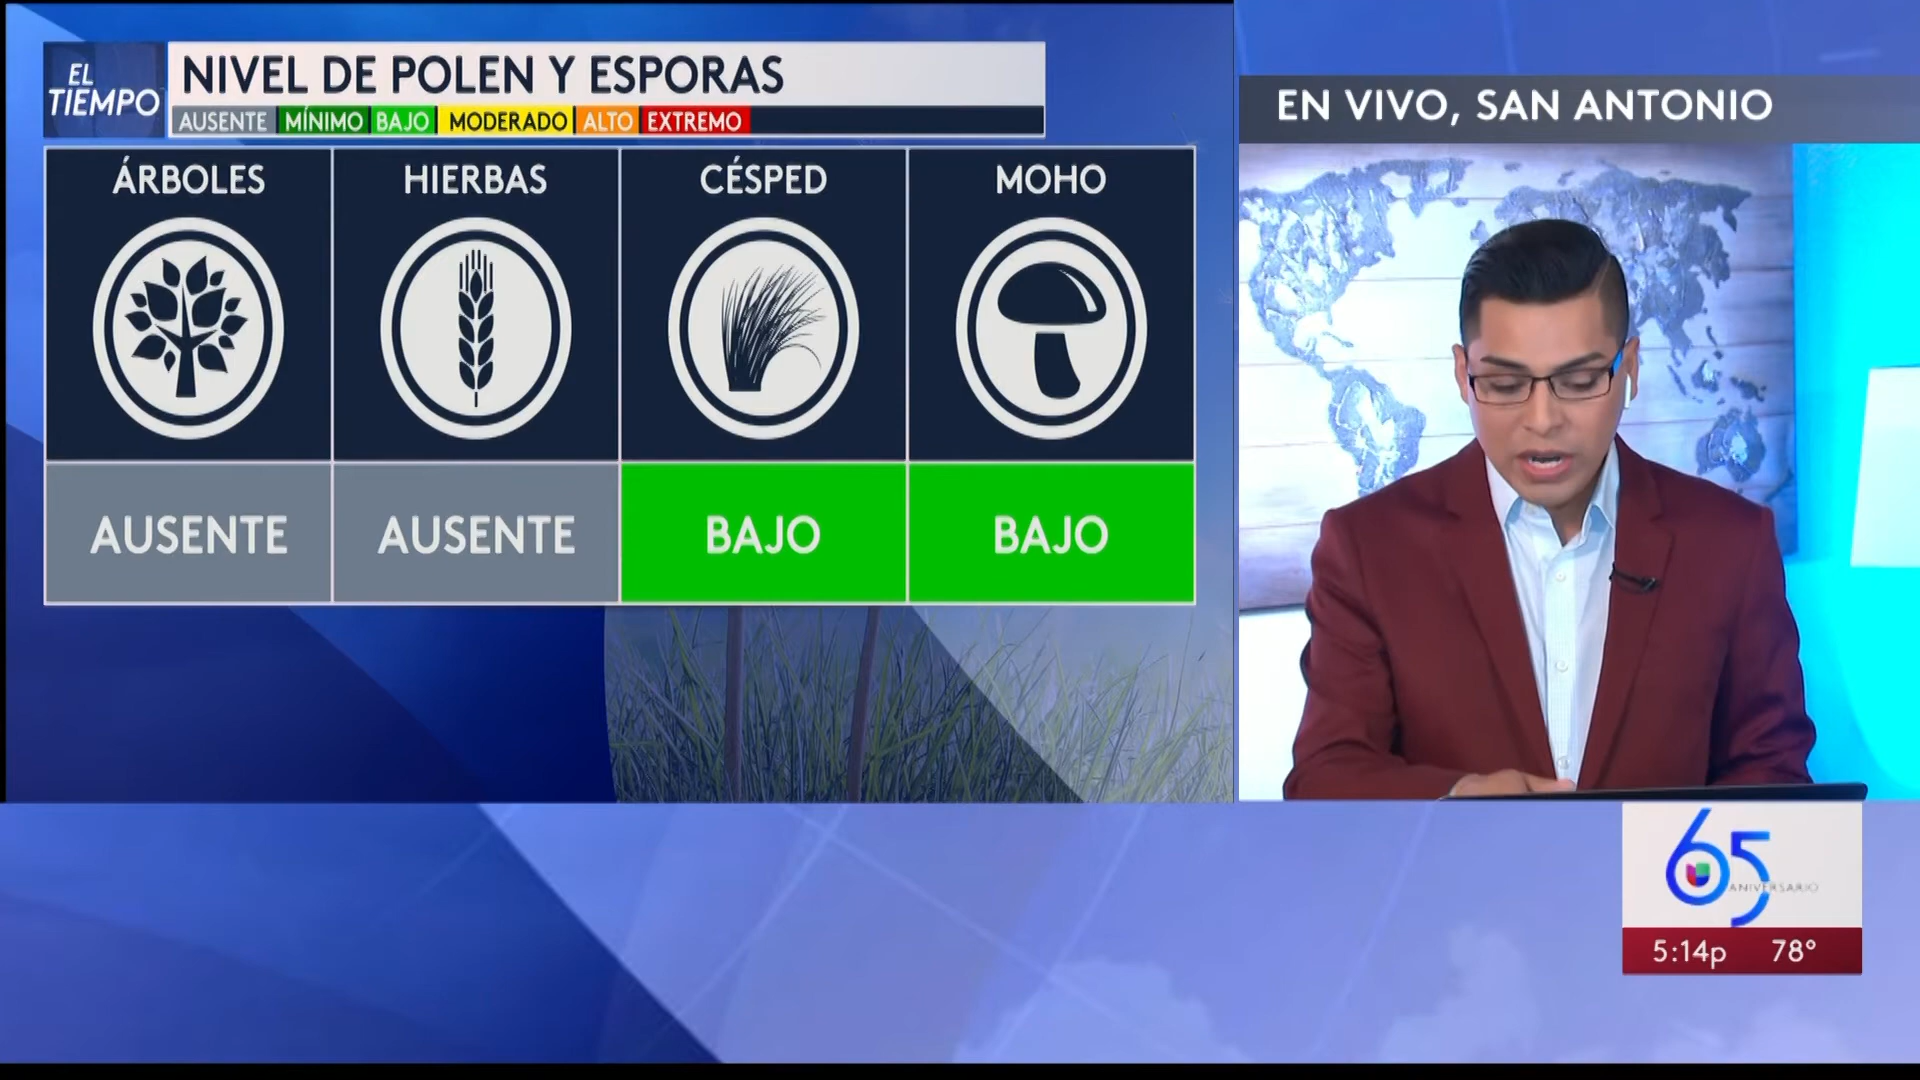 EL TIEMPO
NIVEL DE POLEN Y ESPORAS
AUSENTE MÍNIMO BAJO MODERADO ALTO EXTREMO
ÁRBOLES HIERBAS CÉSPED MOHO
AUSENTE AUSENTE BAJO BAJO
EN VIVO, SAN ANTONIO
65
ANIVERSARIO
5:14p 78°